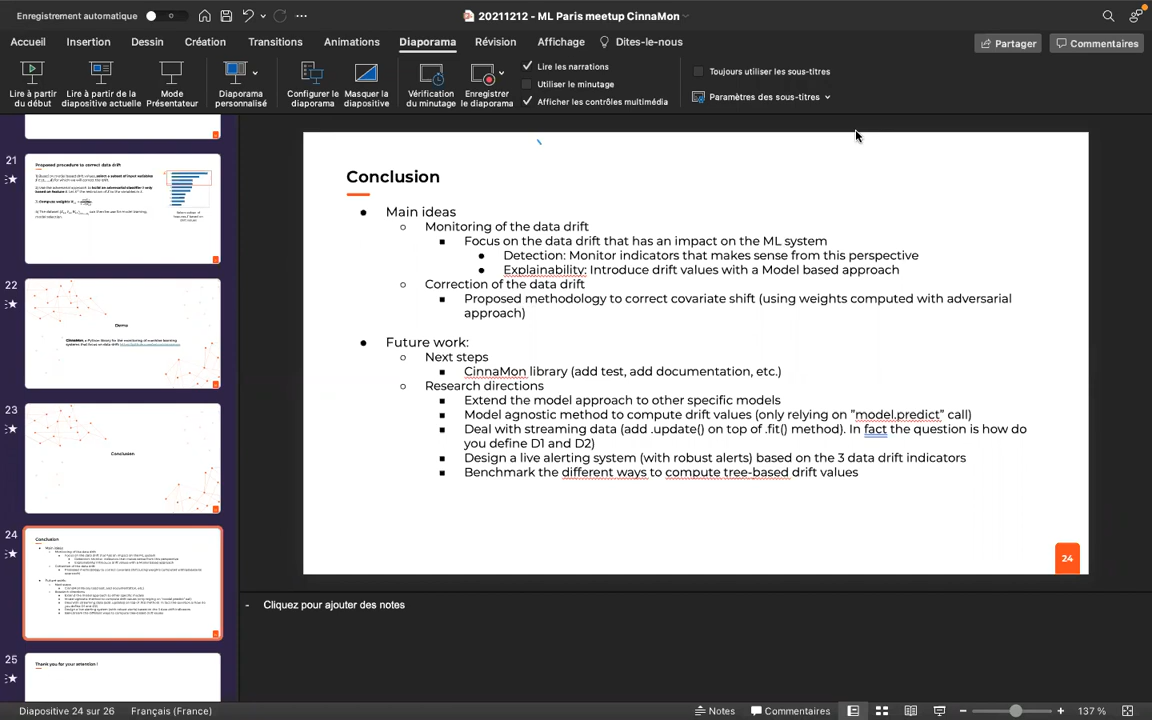 Enregistrement automatique
20211212 - ML Paris meetup CinnaMon
Accueil Insertion Dessin Création Transitions Animations Diaporama Révision Affichage Dites-le-nous Partager Commentaires
Lire à partir du début
Lire à partir de la diapositive actuelle
Mode Présentateur
Diaporama personnalisé
Configurer le diaporama
Masquer la diapositive
Vérification du minutage
Enregistrer le diaporama
Lire les narrations
Utiliser le minutage
Afficher les contrôles multimédia
Toujours utiliser les sous-titres
Paramètres des sous-titres
21
Proposed procedure to correct data drift
22
Demo
23
Conclusion
24
Conclusion
25
Thank you for your attention !
Conclusion
● Main ideas
○ Monitoring of the data drift
■ Focus on the data drift that has an impact on the ML system
● Detection: Monitor indicators that makes sense from this perspective
● Explainability: Introduce drift values with a Model based approach
○ Correction of the data drift
■ Proposed methodology to correct covariate shift (using weights computed with adversarial
approach)
● Future work:
○ Next steps
■ CinnaMon library (add test, add documentation, etc.)
○ Research directions
■ Extend the model approach to other specific models
■ Model agnostic method to compute drift values (only relying on "model.predict" call)
■ Deal with streaming data (add .update() on top of .fit() method). In fact the question is how do
you define D1 and D2)
■ Design a live alerting system (with robust alerts) based on the 3 data drift indicators
■ Benchmark the different ways to compute tree-based drift values
24
- Cliquez pour ajouter des notes
Diapositive 24 sur 26 Français (France) Notes Commentaires 137 %